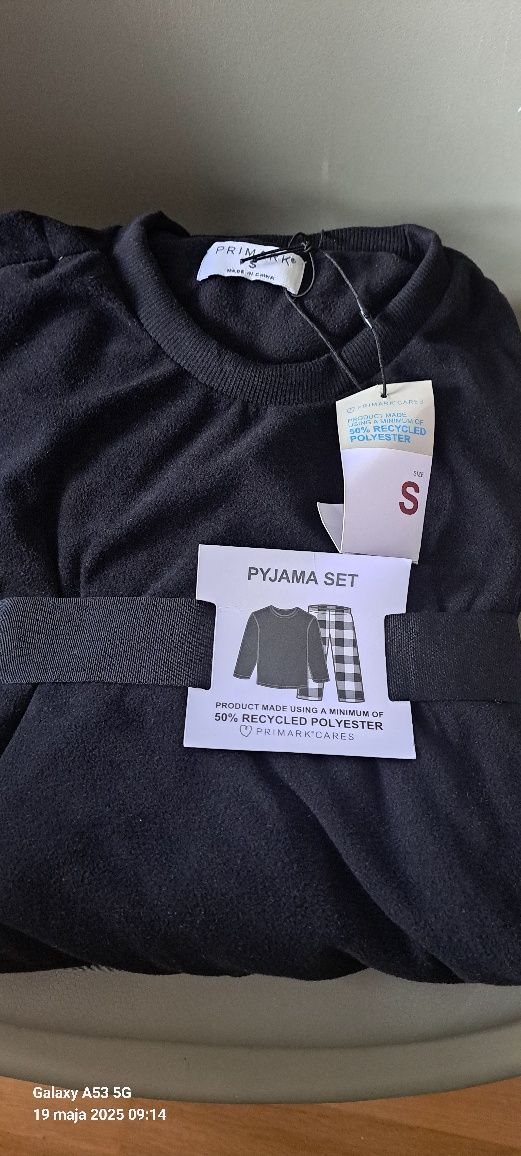 PRIMARK®
S
MADE IN CHINA
PRIMARK®CARES
PRODUCT MADE
USING A MINIMUM OF
50% RECYCLED
POLYESTER
SIZE
S
PYJAMA SET
PRODUCT MADE USING A MINIMUM OF
50% RECYCLED POLYESTER
PRIMARK®CARES
Galaxy A53 5G
19 maja 2025 09:14